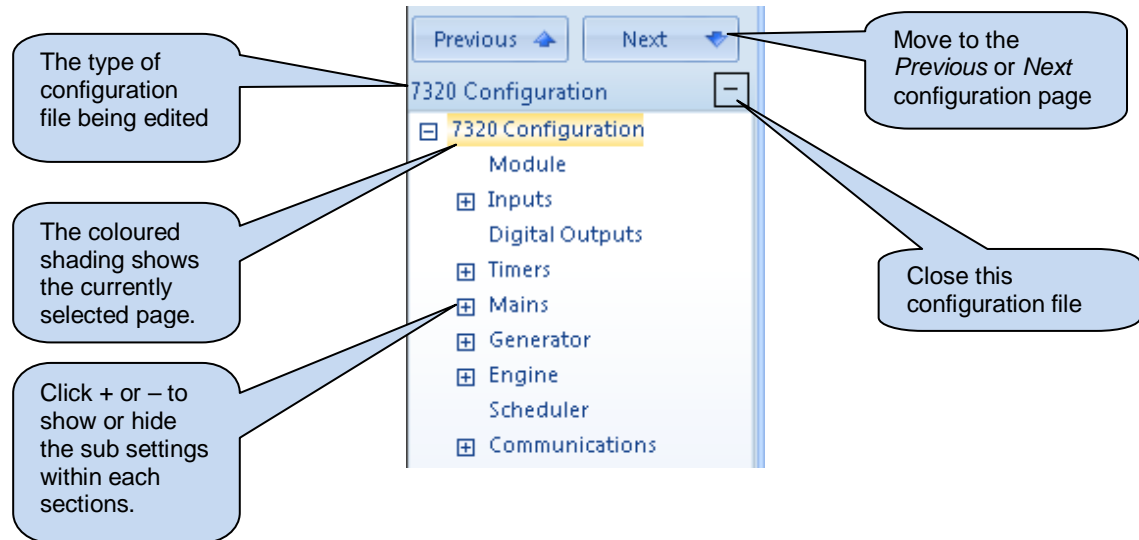 The type of
configuration
file being edited
The coloured
shading shows
the currently
selected page.
Click + or – to
show or hide
the sub settings
within each
sections.
Previous
Next
7320 Configuration
7320 Configuration
Module
Inputs
Digital Outputs
Timers
Mains
Generator
Engine
Scheduler
Communications
Move to the
Previous or Next
configuration page
Close this
configuration file